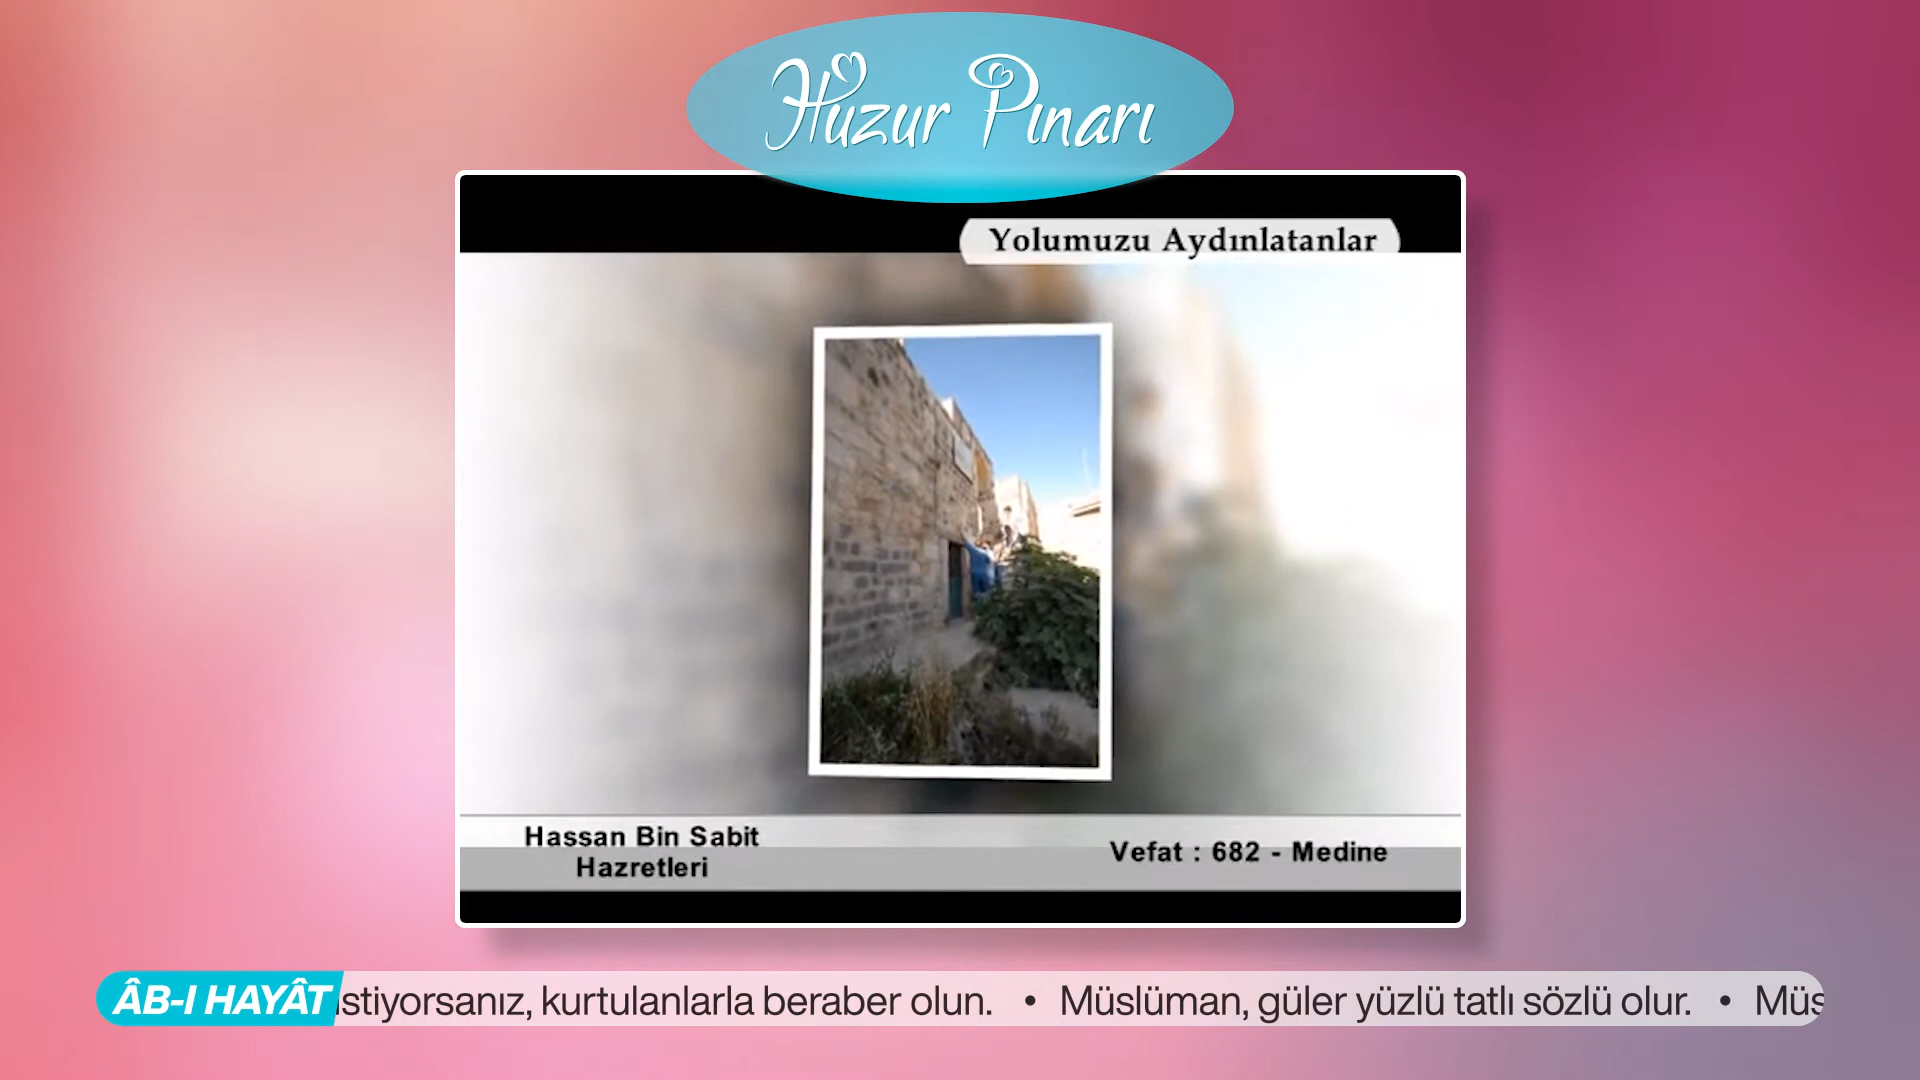 Huzur Pınarı
Yolumuzu Aydınlatanlar
Hassan Bin Sabit
Hazretleri
Vefat : 682 - Medine
ÂB-I HAYÂT
istiyorsanız, kurtulanlarla beraber olun. • Müslüman, güler yüzlü tatlı sözlü olur. • Müs